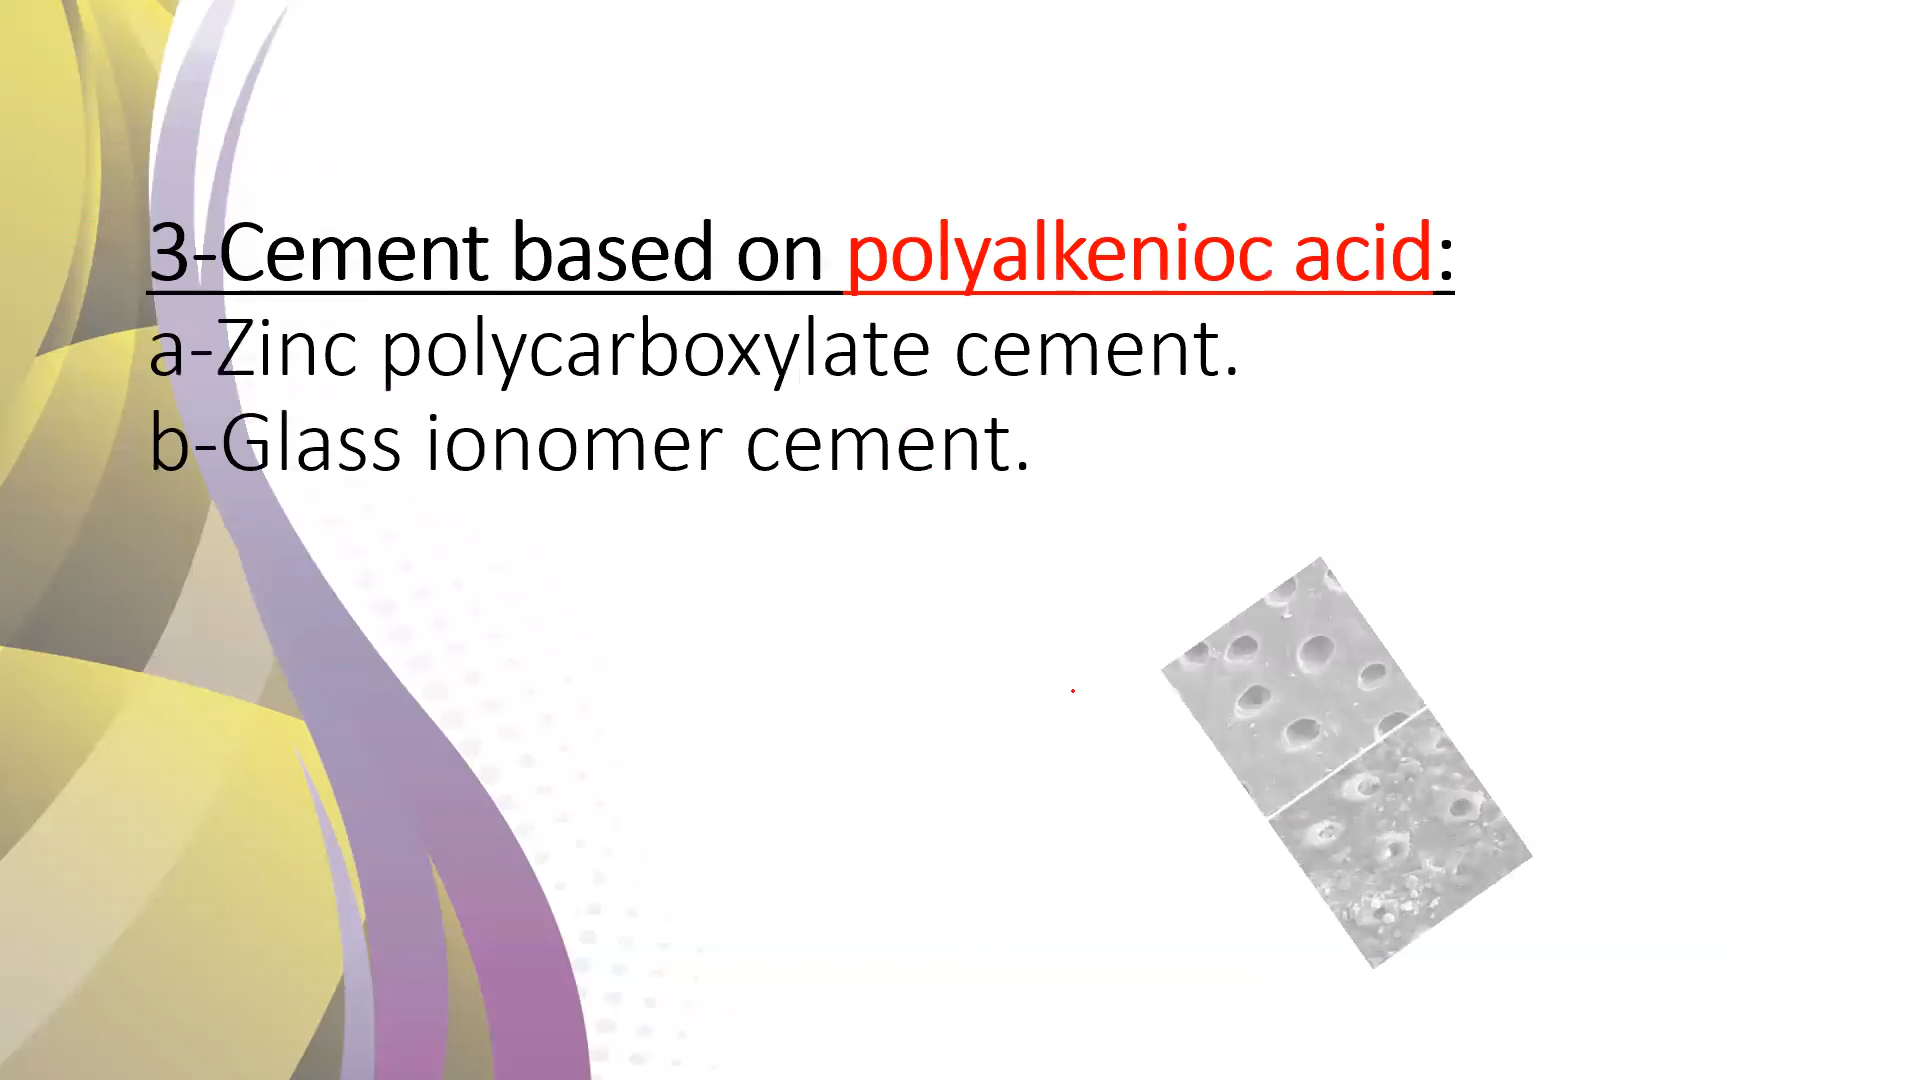 3-Cement based on polyalkenioc acid:
a-Zinc polycarboxylate cement.
b-Glass ionomer cement.